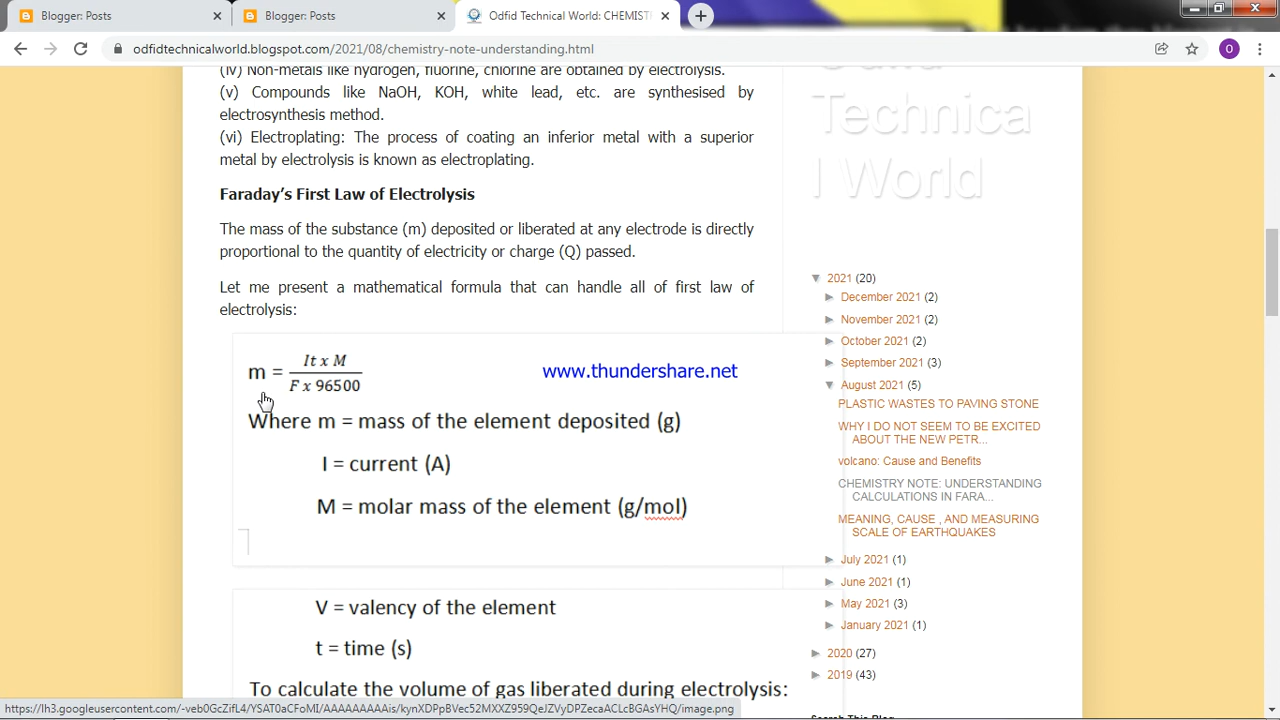 Blogger: Posts
Blogger: Posts
Odfid Technical World: CHEMIST
odfidtechnicalworld.blogspot.com/2021/08/chemistry-note-understanding.html
O
(iv) Non-metals like hydrogen, fluorine, chlorine are obtained by electrolysis.
(v) Compounds like NaOH, KOH, white lead, etc. are synthesised by
electrosynthesis method.
(vi) Electroplating: The process of coating an inferior metal with a superior
metal by electrolysis is known as electroplating.
Faraday’s First Law of Electrolysis
The mass of the substance (m) deposited or liberated at any electrode is directly
proportional to the quantity of electricity or charge (Q) passed.
Let me present a mathematical formula that can handle all of first law of
electrolysis:
m = It x M / F x 96500
www.thundershare.net
Where m = mass of the element deposited (g)
I = current (A)
M = molar mass of the element (g/mol)
V = valency of the element
t = time (s)
To calculate the volume of gas liberated during electrolysis:
Odfid
Technica
l World
2021 (20)
December 2021 (2)
November 2021 (2)
October 2021 (2)
September 2021 (3)
August 2021 (5)
PLASTIC WASTES TO PAVING STONE
WHY I DO NOT SEEM TO BE EXCITED
ABOUT THE NEW PETR...
volcano: Cause and Benefits
CHEMISTRY NOTE: UNDERSTANDING
CALCULATIONS IN FARA...
MEANING, CAUSE , AND MEASURING
SCALE OF EARTHQUAKES
July 2021 (1)
June 2021 (1)
May 2021 (3)
January 2021 (1)
2020 (27)
2019 (43)
Search This Blog
https://lh3.googleusercontent.com/-veb0GcZifL4/YSAT0aCFoMI/AAAAAAAAAis/kynXDPpBVec52MXXZ959QeJZVyDPZecaACLcBGAsYHQ/image.png